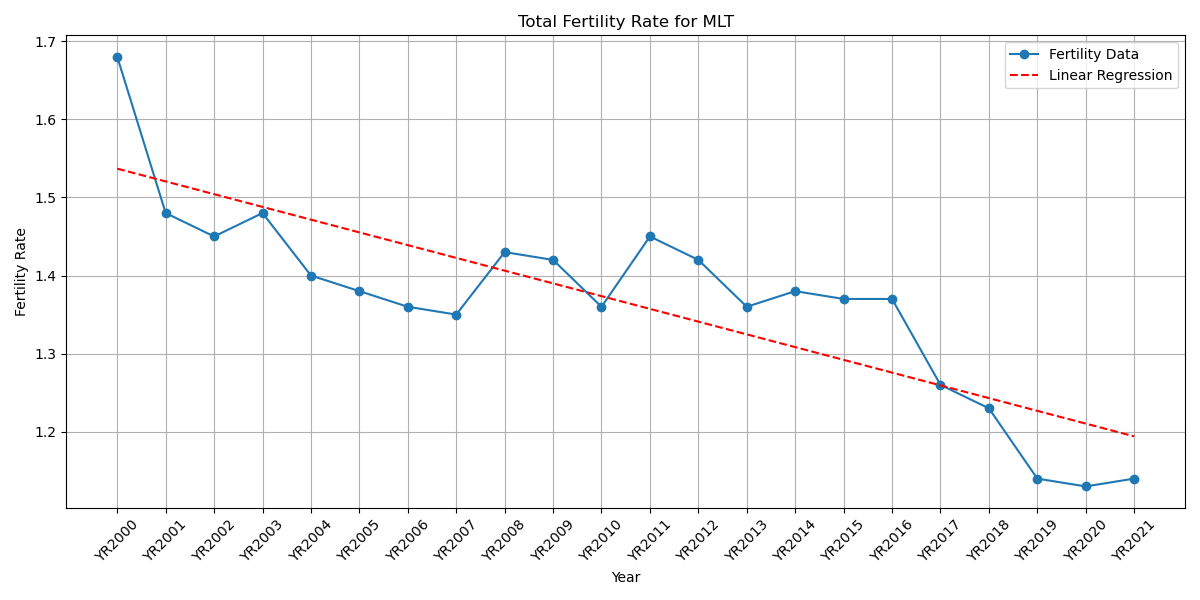 Total Fertility Rate for MLT
Fertility Data
Linear Regression
Fertility Rate
1.7
1.6
1.5
1.4
1.3
1.2
YR2000
YR2001
YR2002
YR2003
YR2004
YR2005
YR2006
YR2007
YR2008
YR2009
YR2010
YR2011
YR2012
YR2013
YR2014
YR2015
YR2016
YR2017
YR2018
YR2019
YR2020
YR2021
Year